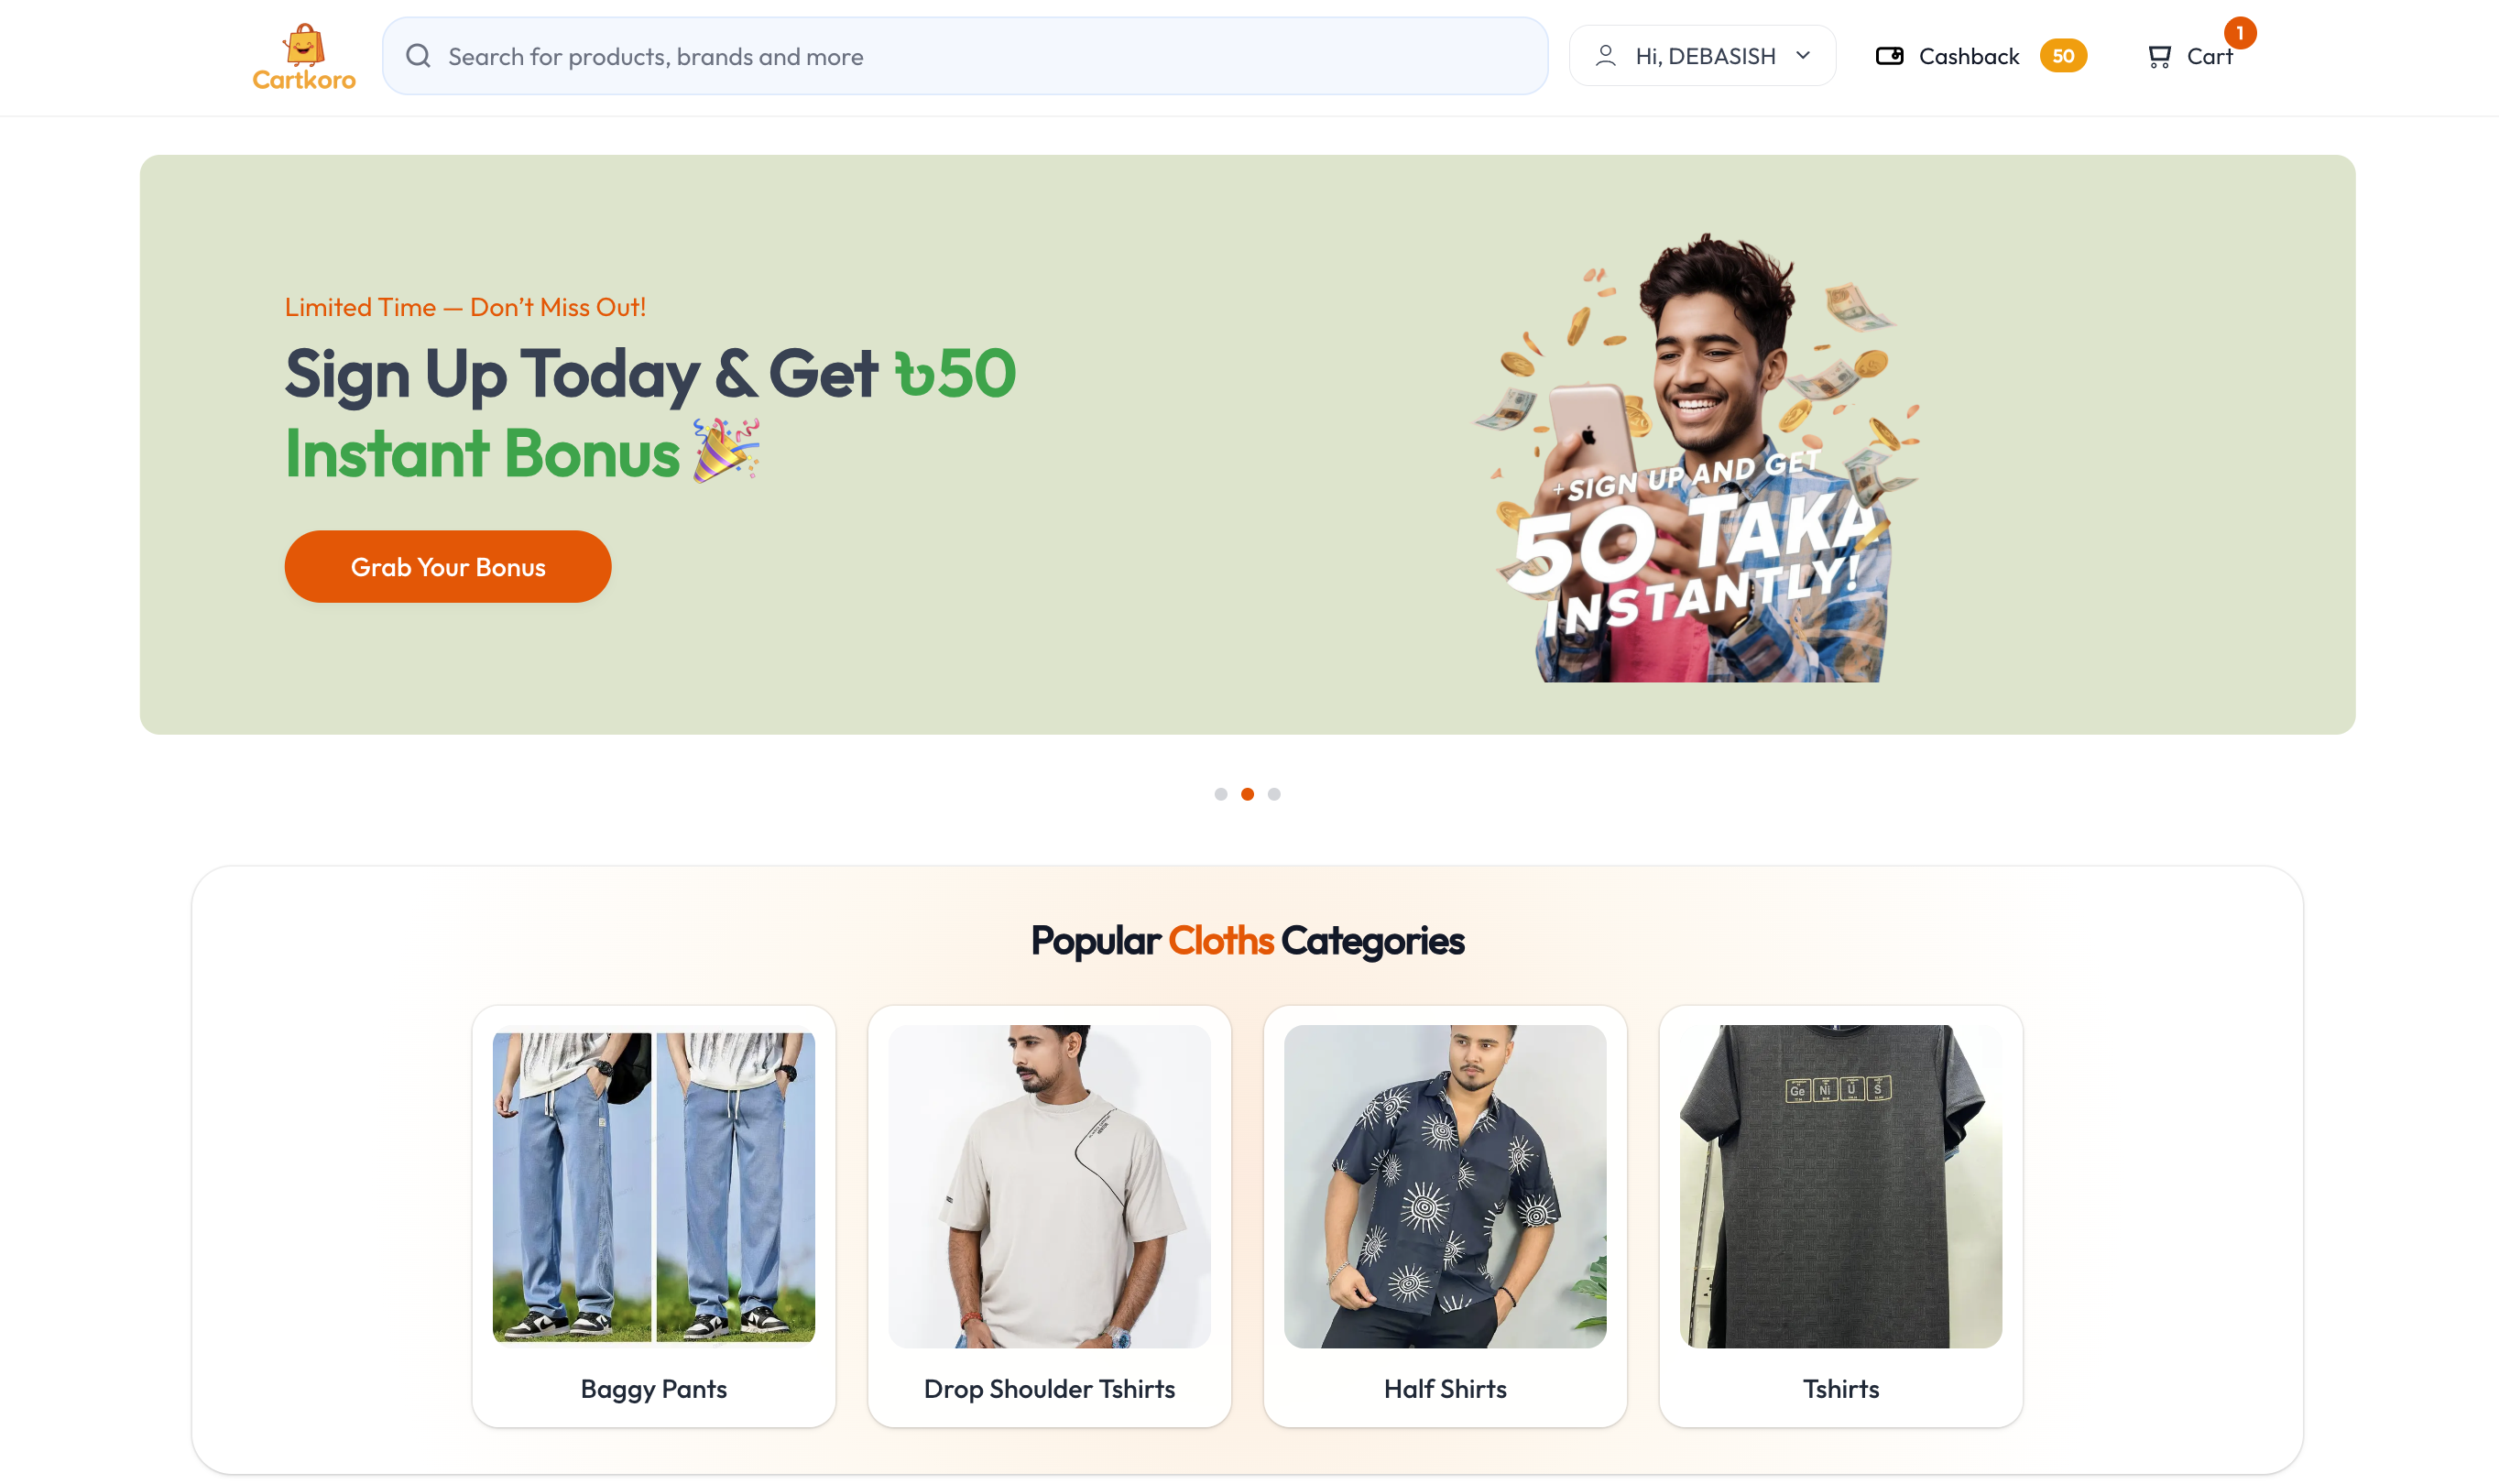 Cartkoro
Search for products, brands and more
Hi, DEBASISH
Cashback 50
Cart 1
Limited Time — Don’t Miss Out!
Sign Up Today & Get ৳50
Instant Bonus🎉
Grab Your Bonus
+SIGN UP AND GET
50 TAKA
INSTANTLY!
Popular Cloths Categories
Ge Ni U S
Baggy Pants
Drop Shoulder Tshirts
Half Shirts
Tshirts